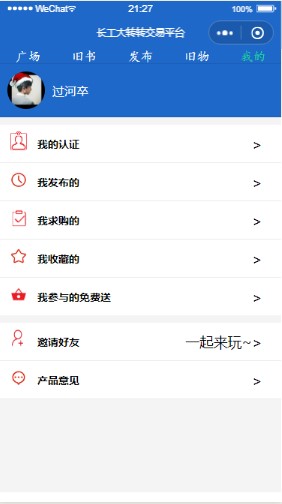 WeChat 21:27 100%
长工大转转交易平台
广场 旧书 发布 旧物 我的
过河卒
我的认证 >
我发布的 >
我求购的 >
我收藏的 >
我参与的免费送 >
邀请好友 一起来玩~ >
产品意见 >